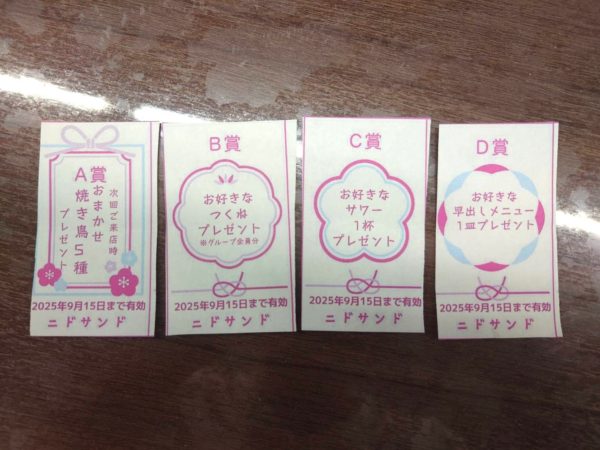 A賞
次回ご来店時
おまかせ
焼き鳥5種
プレゼント
2025年9月15日まで有効
ニドサンド
B賞
お好きな
つくね
プレゼント
※グループ全員分
2025年9月15日まで有効
ニドサンド
C賞
お好きな
サワー
1杯
プレゼント
2025年9月15日まで有効
ニドサンド
D賞
お好きな
早出しメニュー
1皿プレゼント
2025年9月15日まで有効
ニドサンド